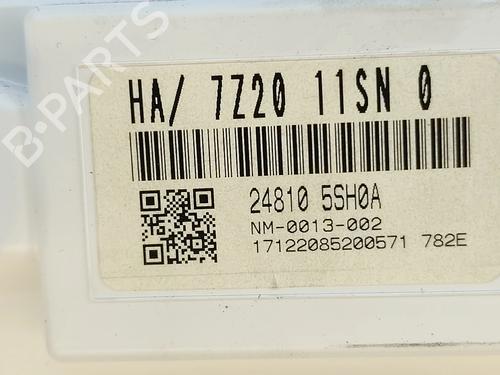 B-PARTS
HA/ 7Z20 11SN 0
24810 5SH0A
NM-0013-002
17122085200571 782E